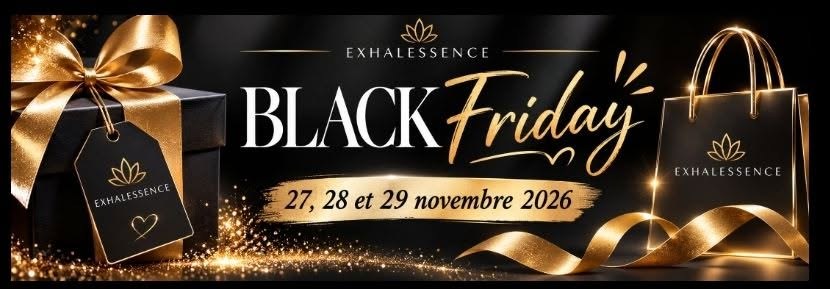 EXHALESSENCE
BLACK Friday
27, 28 et 29 novembre 2026
EXHALESSENCE
EXHALESSENCE